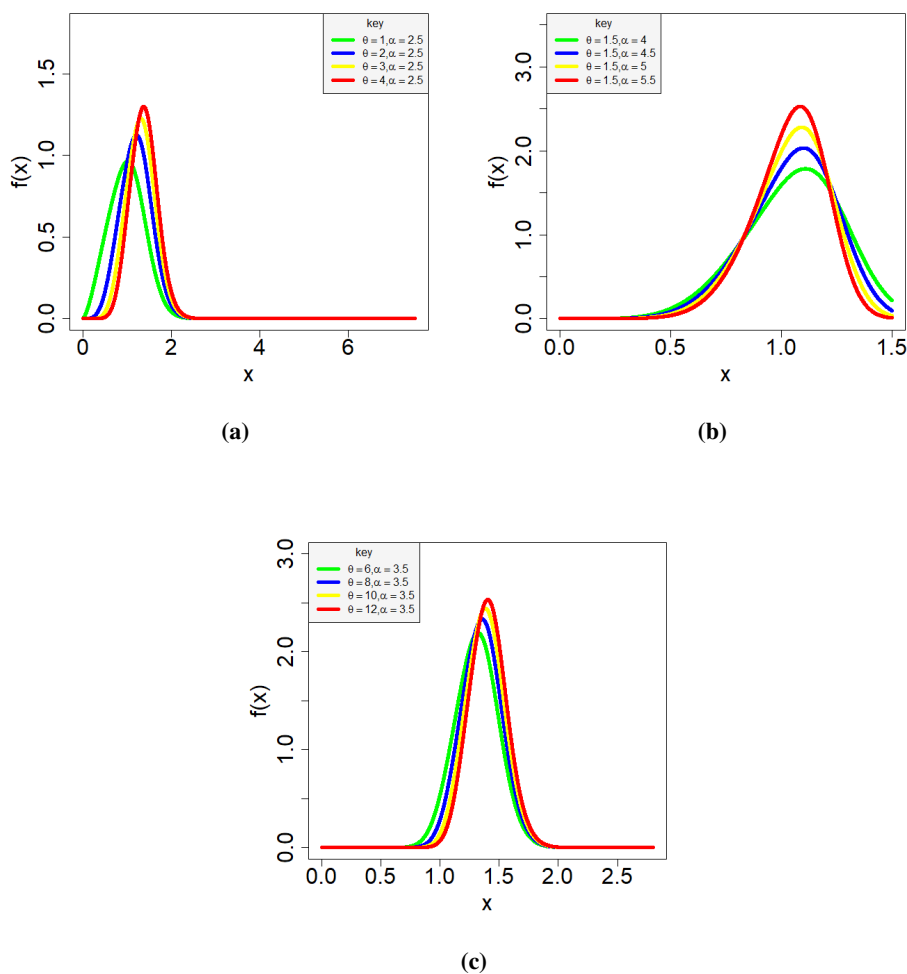 key
θ = 1,α = 2.5
θ = 2,α = 2.5
θ = 3,α = 2.5
θ = 4,α = 2.5
f(x)
0.0
0.5
1.0
1.5
0 2 4 6
x
(a)
key
θ = 1.5,α = 4
θ = 1.5,α = 4.5
θ = 1.5,α = 5
θ = 1.5,α = 5.5
f(x)
0.0
1.0
2.0
3.0
0.0 0.5 1.0 1.5
x
(b)
key
θ = 6,α = 3.5
θ = 8,α = 3.5
θ = 10,α = 3.5
θ = 12,α = 3.5
f(x)
0.0
1.0
2.0
3.0
0.0 0.5 1.0 1.5 2.0 2.5
x
(c)